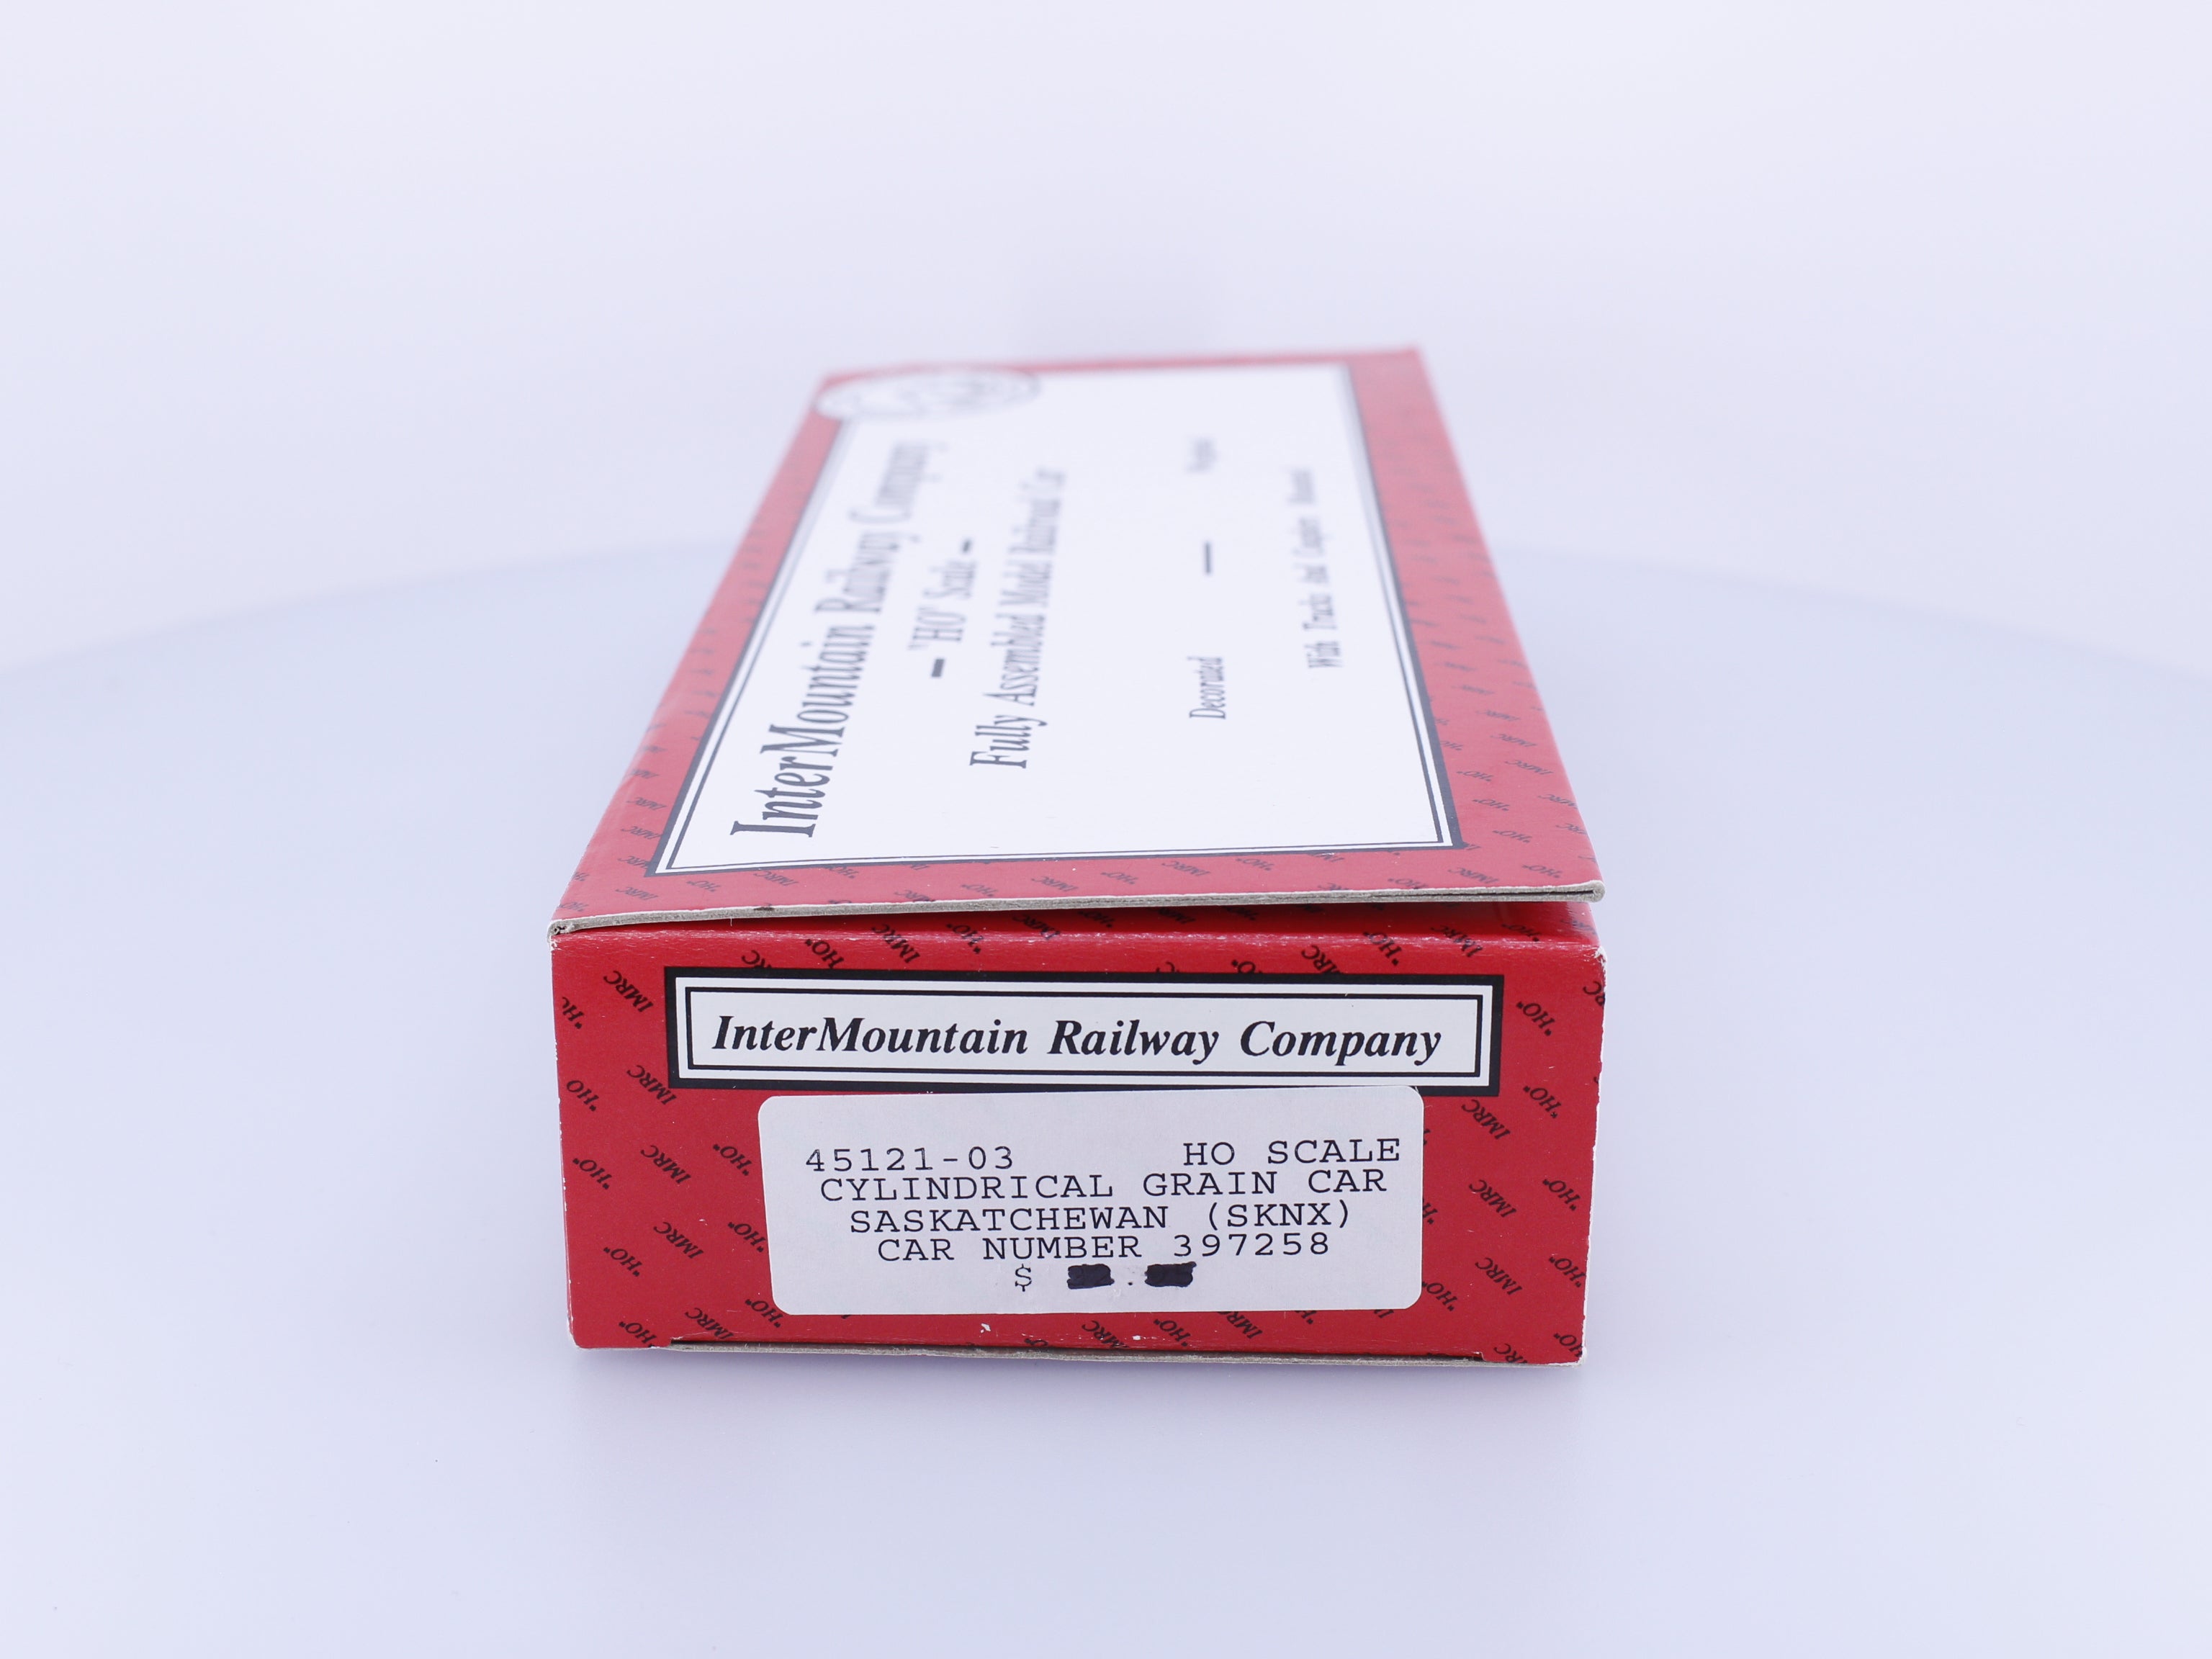 InterMountain Railway Company
- "HO" Scale -
Fully Assembled Model Railroad Car
Decorated
With Trucks And Couplers Mounted
InterMountain Railway Company
45121-03 HO SCALE
CYLINDRICAL GRAIN CAR
SASKATCHEWAN (SKNX)
CAR NUMBER 397258
$ .